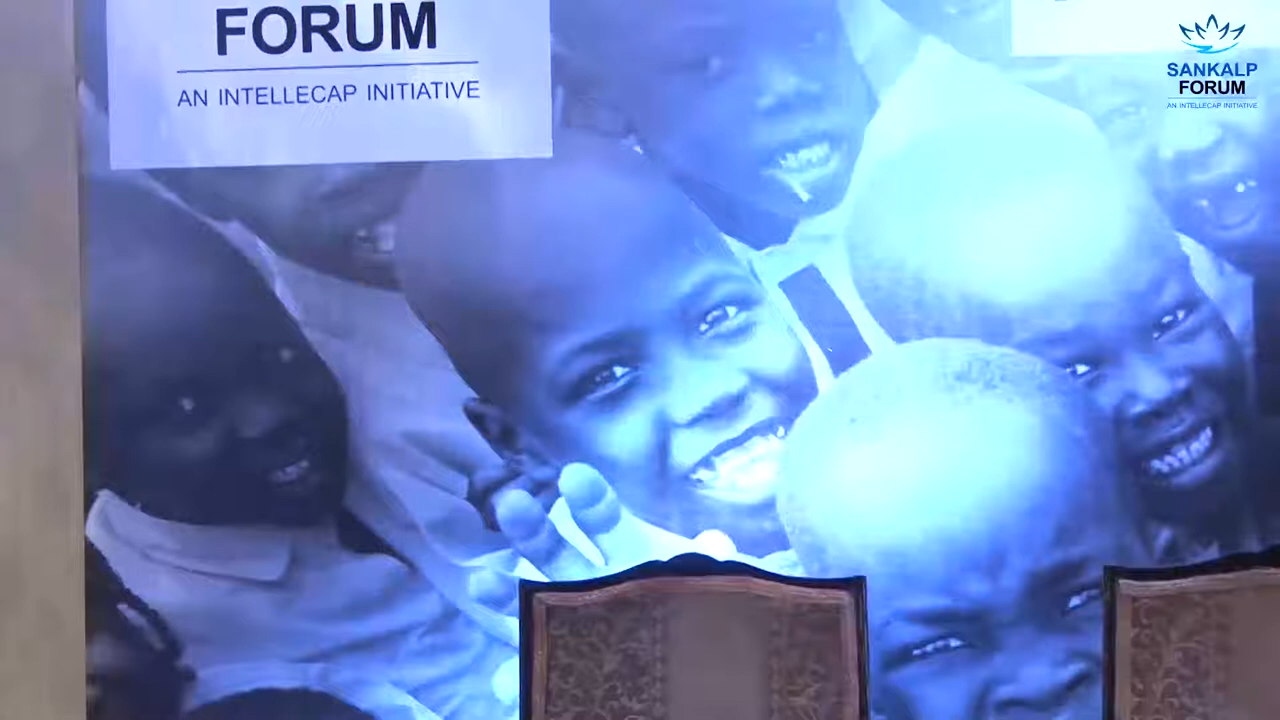 FORUM
AN INTELLECAP INITIATIVE
SANKALP
FORUM
AN INTELLECAP INITIATIVE